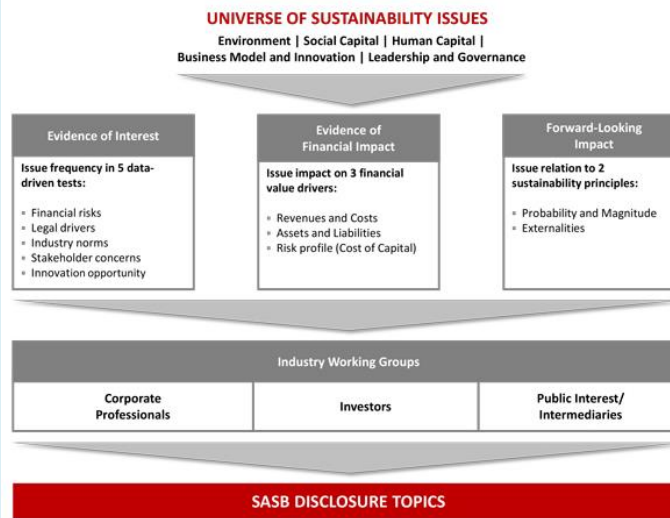 UNIVERSE OF SUSTAINABILITY ISSUES
Environment | Social Capital | Human Capital |
Business Model and Innovation | Leadership and Governance
Evidence of Interest
Issue frequency in 5 data-
driven tests:
Financial risks
Legal drivers
Industry norms
Stakeholder concerns
Innovation opportunity
Evidence of
Financial Impact
Issue impact on 3 financial
value drivers:
Revenues and Costs
Assets and Liabilities
Risk profile (Cost of Capital)
Forward-Looking
Impact
Issue relation to 2
sustainability principles:
Probability and Magnitude
Externalities
Industry Working Groups
Corporate
Professionals
Investors
Public Interest/
Intermediaries
SASB DISCLOSURE TOPICS